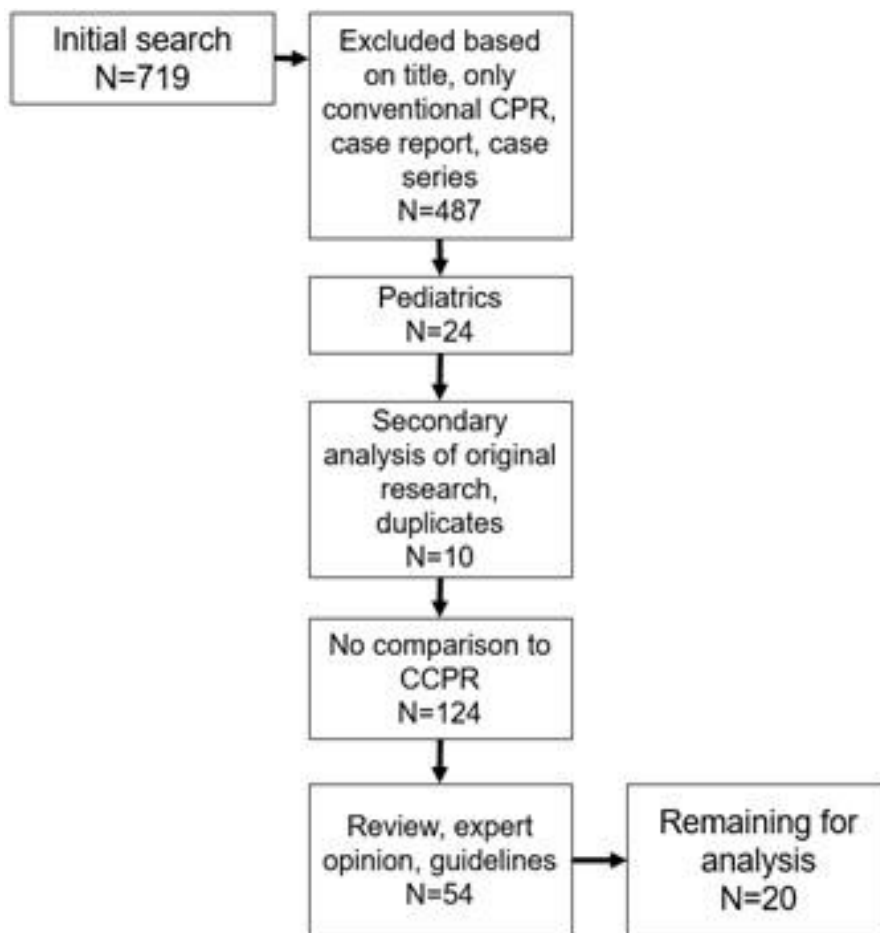 Initial search
N=719
Excluded based
on title, only
conventional CPR,
case report, case
series
N=487
Pediatrics
N=24
Secondary
analysis of original
research,
duplicates
N=10
No comparison to
CCPR
N=124
Review, expert
opinion, guidelines
N=54
Remaining for
analysis
N=20